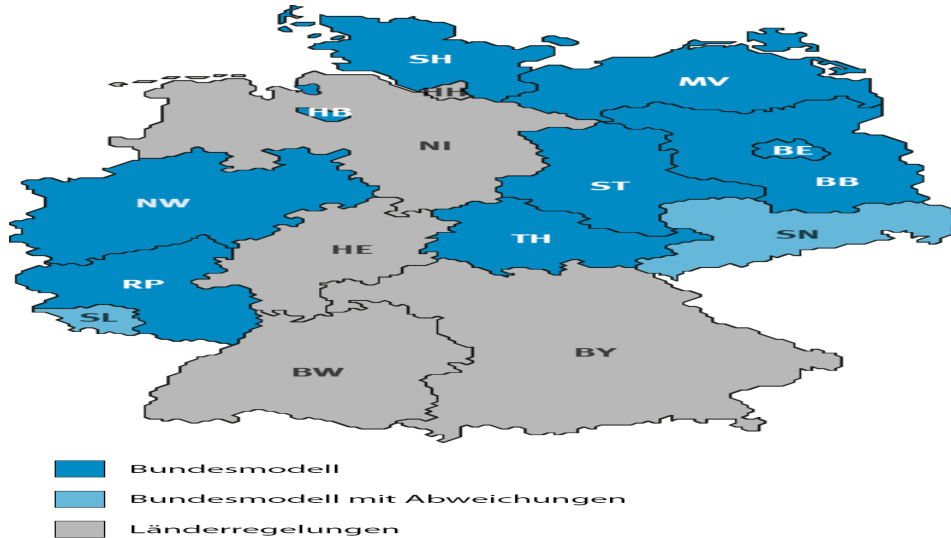 SH
MV
HH
HB
NI
BE
BB
ST
NW
TH
SN
HE
RP
SL
BY
BW
Bundesmodell
Bundesmodell mit Abweichungen
Länderregelungen